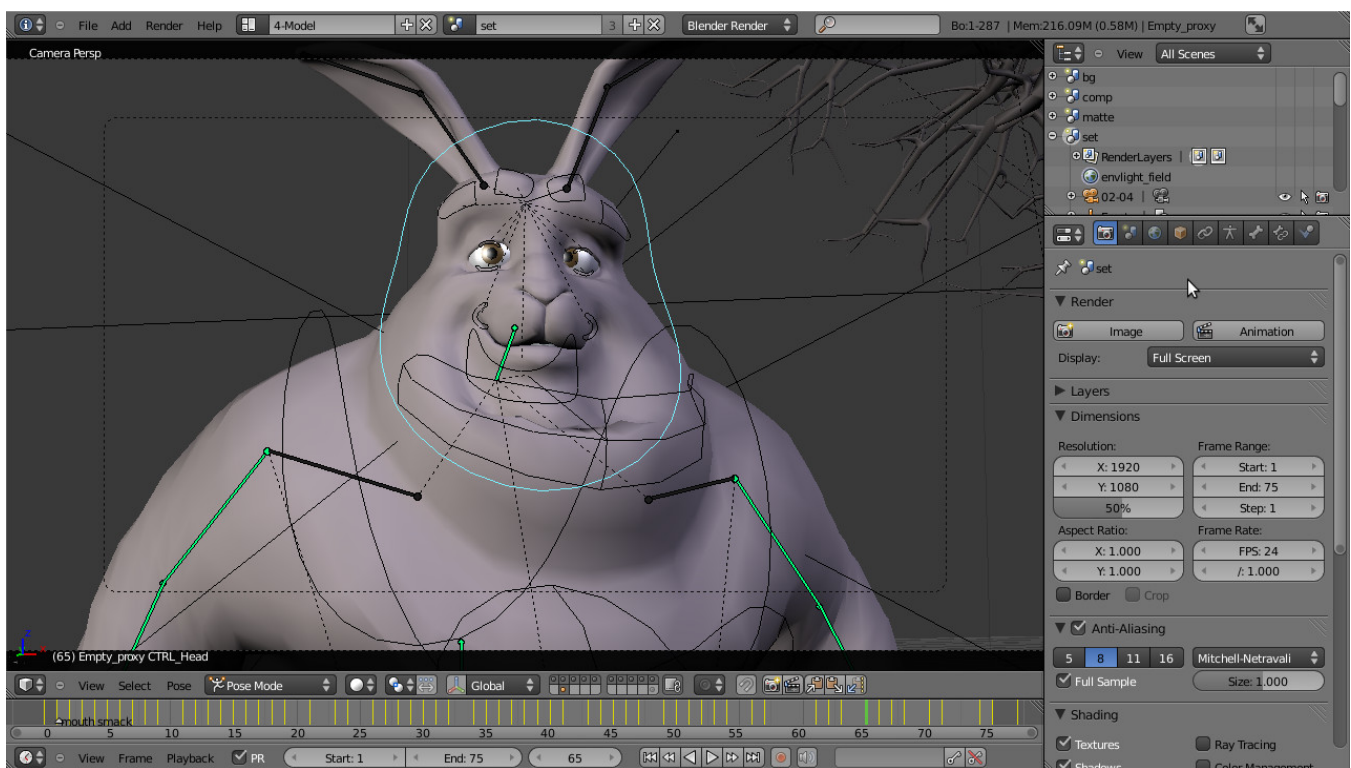 File Add Render Help 4-Model set 3 Blender Render Bo:1-287 | Mem:216.09M (0.58M) | Empty_proxy
Camera Persp
(65) Empty_proxy CTRL_Head
View Select Pose Pose Mode Global
mouth smack
0 5 10 15 20 25 30 35 40 45 50 55 60 65 70 75
View Frame Playback PR Start: 1 End: 75 65
View All Scenes
bg
comp
matte
set
RenderLayers |
envlight_field
02-04 |
set
Render
Image Animation
Display: Full Screen
Layers
Dimensions
Resolution: Frame Range:
X: 1920 Start: 1
Y: 1080 End: 75
50% Step: 1
Aspect Ratio: Frame Rate:
X: 1.000 FPS: 24
Y: 1.000 /: 1.000
Border Crop
Anti-Aliasing
5 8 11 16 Mitchell-Netravali
Full Sample Size: 1.000
Shading
Textures Ray Tracing
Shadows Color Management